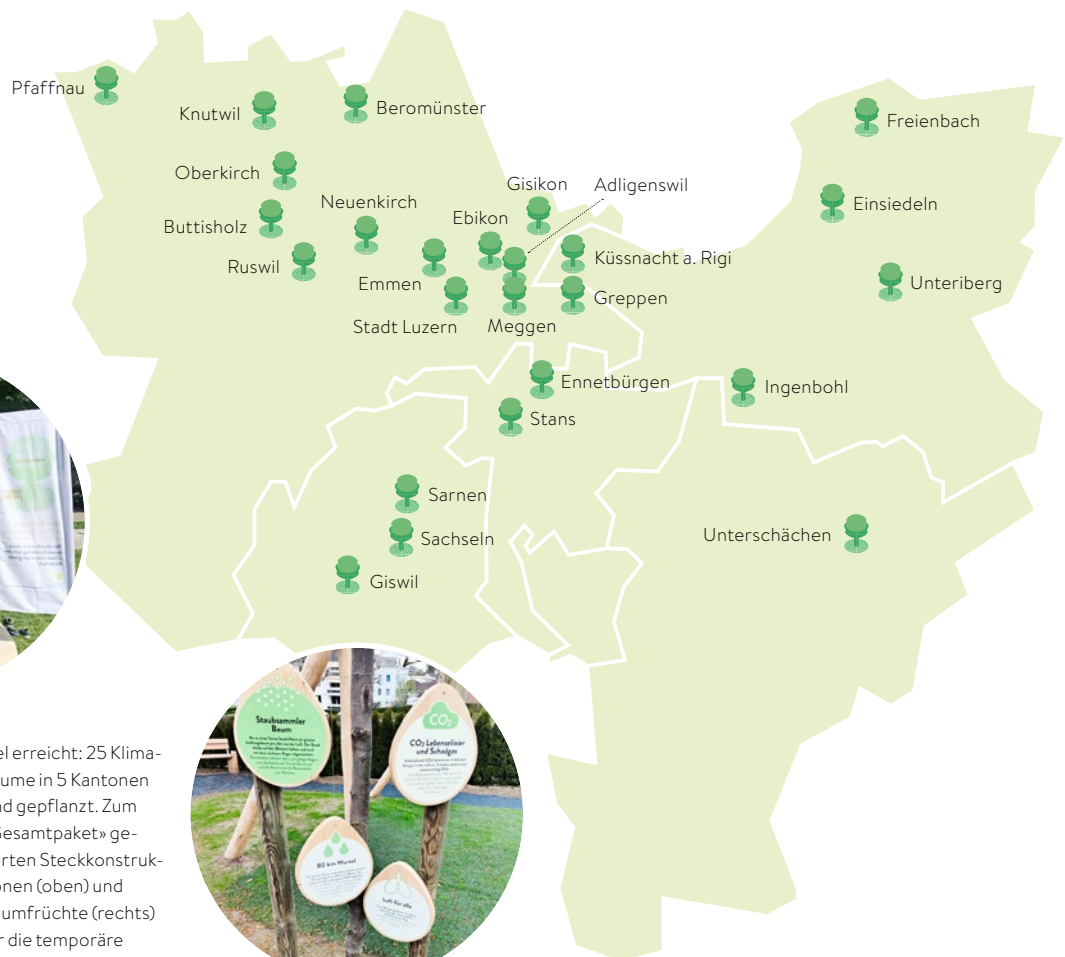 Pfaffnau
Knutwil
Beromünster
Freienbach
Oberkirch
Gisikon
Adligenswil
Neuenkirch
Einsiedeln
Buttisholz
Ebikon
Ruswil
Küssnacht a. Rigi
Emmen
Unteriberg
Greppen
Stadt Luzern
Meggen
Ennetbürgen
Ingenbohl
Stans
Sarnen
Sachseln
Unterschächen
Giswil
Staubsammler
Baum
CO₂
CO₂ Lebenselixier
und Schadgas
80 km Wurzel
Luft für alle
el erreicht: 25 Klima-
ume in 5 Kantonen
nd gepflanzt. Zum
Gesamtpaket» ge-
rten Steckkonstruk-
onen (oben) und
umfrüchte (rechts)
r die temporäre